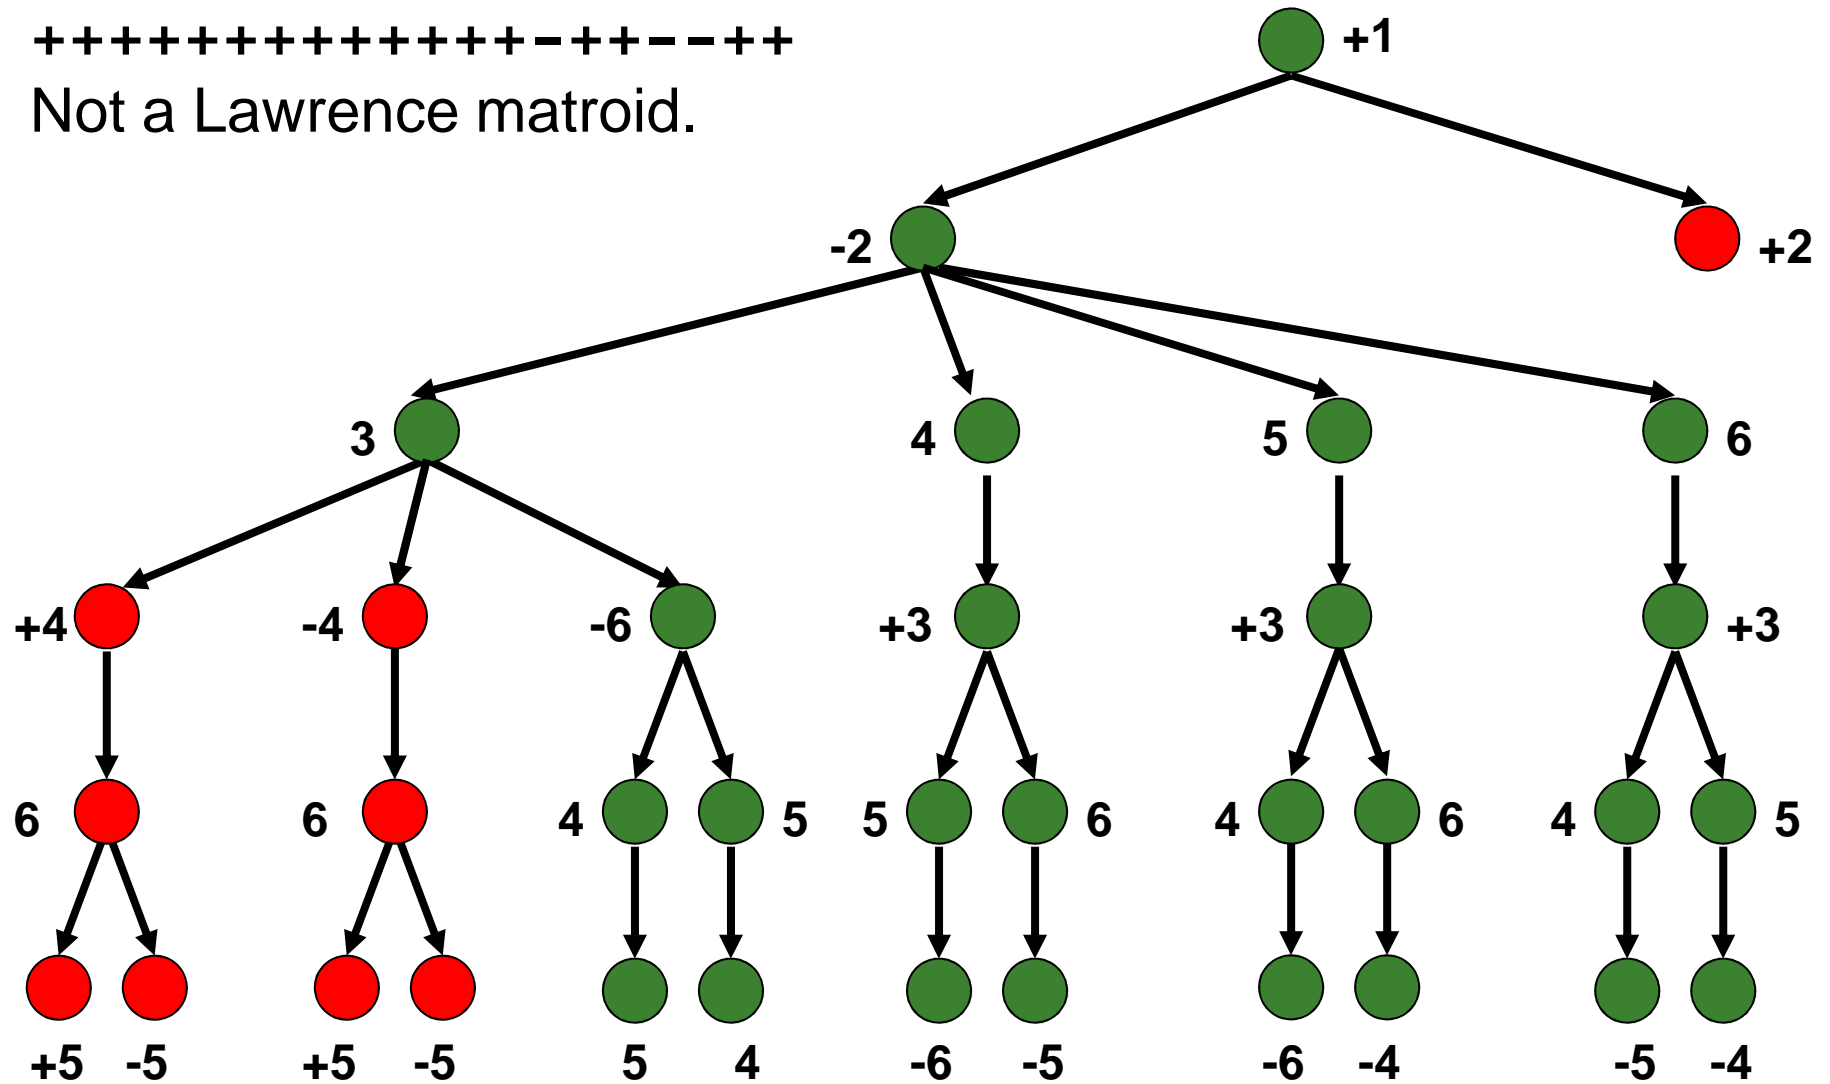 +++++++++++++–++––++
+1
Not a Lawrence matroid.
-2 +2
3 4 5 6
+4 -4 -6 +3 +3 +3
6 6 4 5 5 6 4 6 4 5
+5 -5 +5 -5 5 4 -6 -5 -6 -4 -5 -4